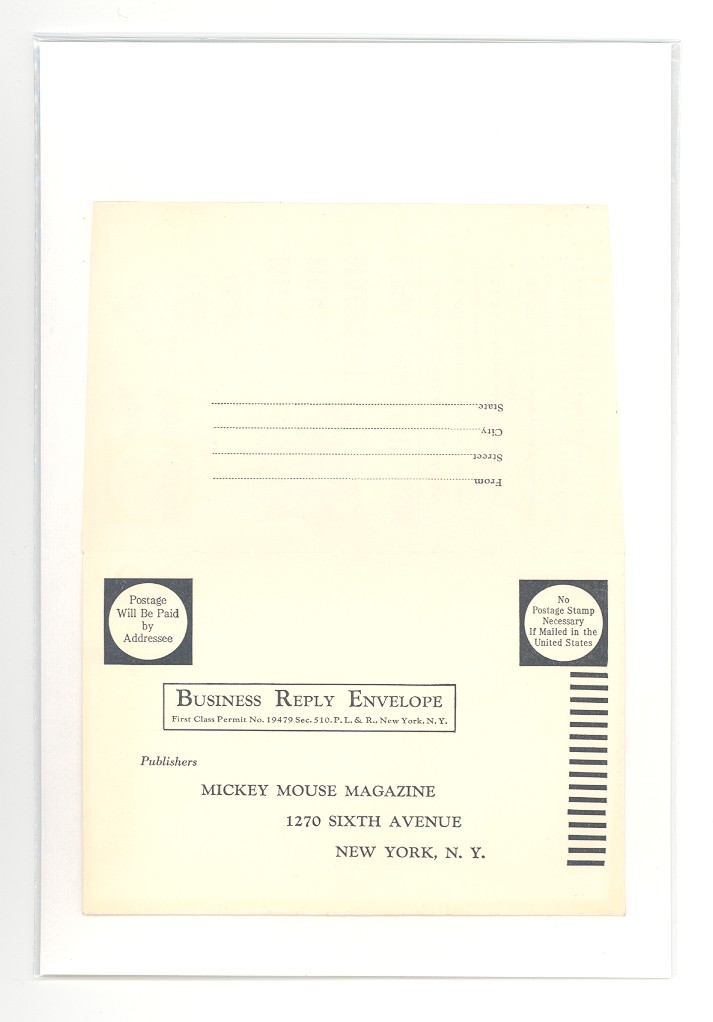 State
City
Street
From
Postage
Will Be Paid
by
Addressee
No
Postage Stamp
Necessary
If Mailed in the
United States
BUSINESS REPLY ENVELOPE
First Class Permit No. 19479 Sec. 510, P. L. & R., New York, N. Y.
Publishers
MICKEY MOUSE MAGAZINE
1270 SIXTH AVENUE
NEW YORK, N. Y.